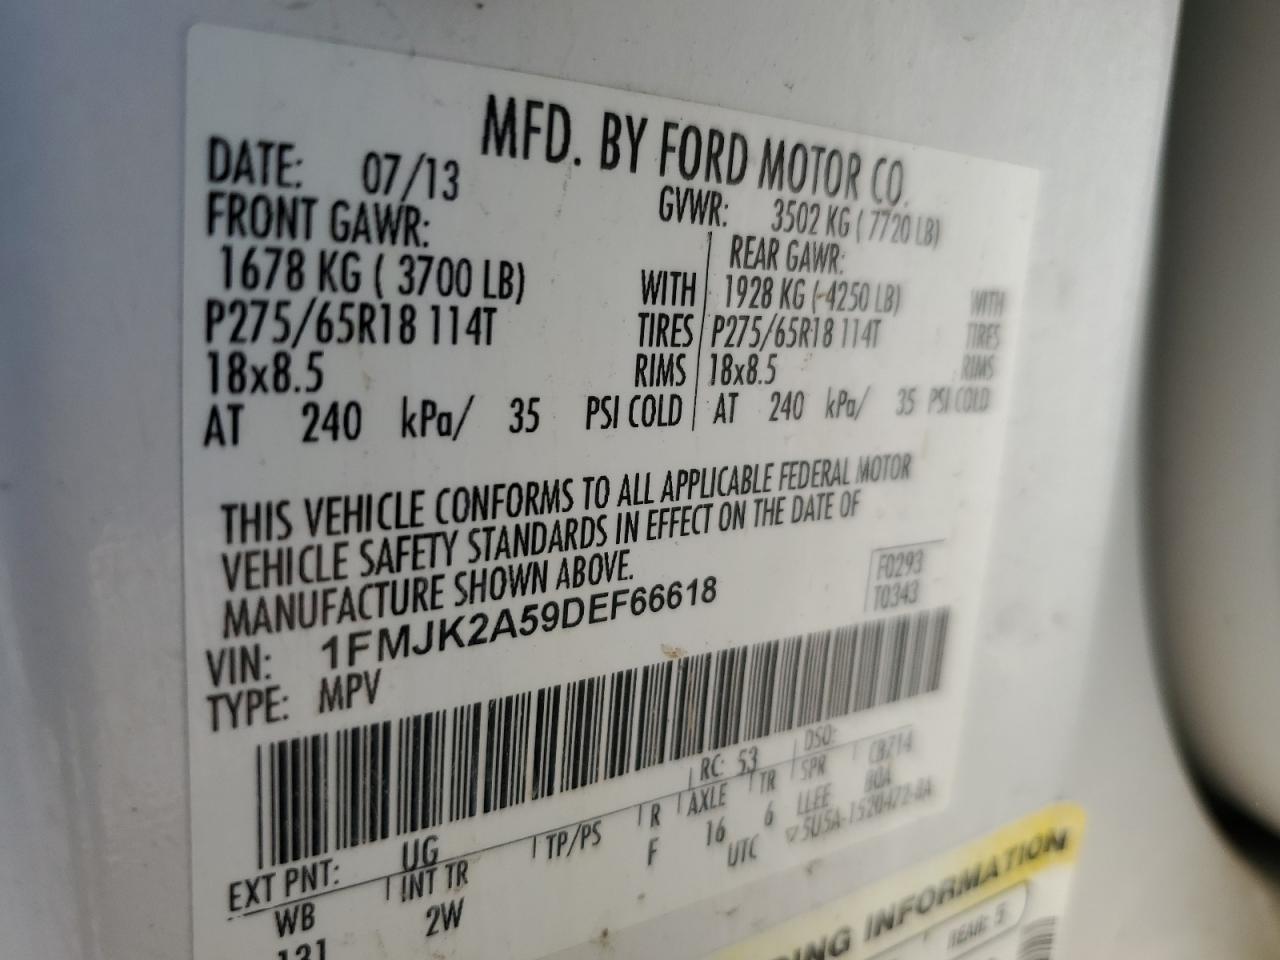 MFD. BY FORD MOTOR CO.
DATE: 07/13
GVWR: 3502 KG ( 7720 LB)
FRONT GAWR:
REAR GAWR:
1678 KG ( 3700 LB) WITH
1928 KG ( 4250 LB) WITH
P275/65R18 114T TIRES
P275/65R18 114T TIRES
18x8.5 RIMS
18x8.5 RIMS
AT 240 kPa/ 35 PSI COLD
AT 240 kPa/ 35 PSI COLD
THIS VEHICLE CONFORMS TO ALL APPLICABLE FEDERAL MOTOR
VEHICLE SAFETY STANDARDS IN EFFECT ON THE DATE OF
MANUFACTURE SHOWN ABOVE.
F0293
T0343
VIN: 1FMJK2A59DEF66618
TYPE: MPV
EXT PNT: UG RC: 53 DSO:
WB INT TR TP/PS R AXLE TR SPR
131 2W F 16 6 LLEE
UTC
DING INFORMATION